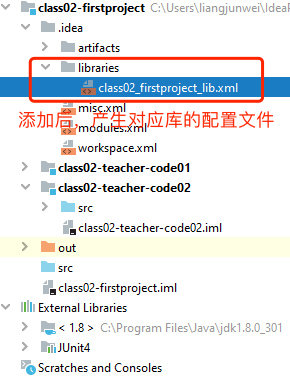 class02-firstproject C:\Users\liangjunwei\IdeaP
.idea
artifacts
libraries
class02_firstproject_lib.xml
添加后，产生对应库的配置文件
misc.xml
modules.xml
workspace.xml
class02-teacher-code01
class02-teacher-code02
src
class02-teacher-code02.iml
out
src
class02-firstproject.iml
External Libraries
< 1.8 > C:\Program Files\Java\jdk1.8.0_301
JUnit4
Scratches and Consoles